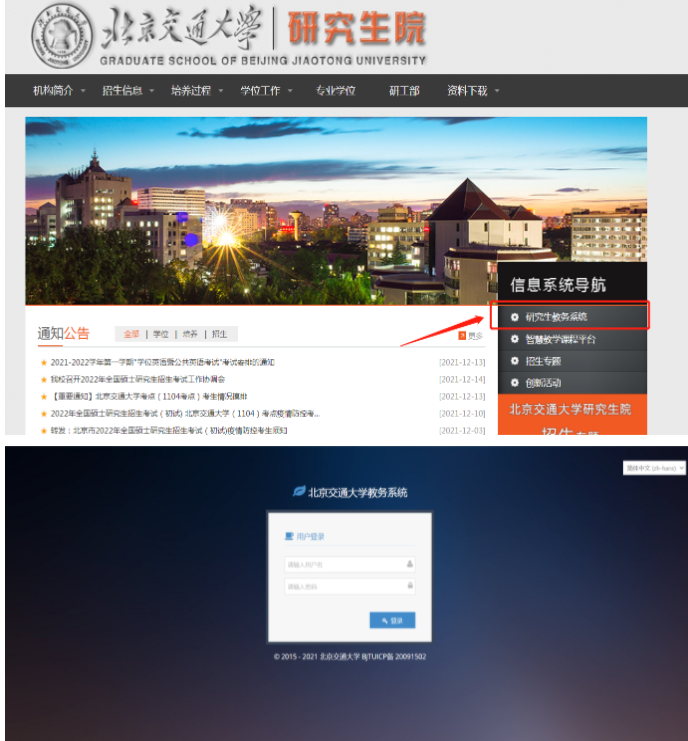 北京交通大学 研究生院
GRADUATE SCHOOL OF BEIJING JIAOTONG UNIVERSITY
机构简介 招生信息 培养过程 学位工作 专业学位 研工部 资料下载
信息系统导航
研究生教务系统
智慧教学课程平台
招生专题
创新活动
北京交通大学研究生院
招生专题
通知公告 全部 | 学位 | 培养 | 招生 更多
2021-2022学年第一学期"学位英语暨公共英语考试"考试安排的通知 [2021-12-13]
我校召开2022年全国硕士研究生招生考试工作协调会 [2021-12-14]
【重要通知】北京交通大学考点(1104考点)考生情况摸排 [2021-12-13]
2022年全国硕士研究生招生考试(初试)北京交通大学(1104)考点疫情防控考... [2021-12-10]
转发:北京市2022年全国硕士研究生招生考试(初试)疫情防控考生须知 [2021-12-03]
简体中文 (zh-hans)
北京交通大学教务系统
用户登录
请输入用户名
请输入密码
登录
© 2015 - 2021 北京交通大学 BJTUICP备 20091502